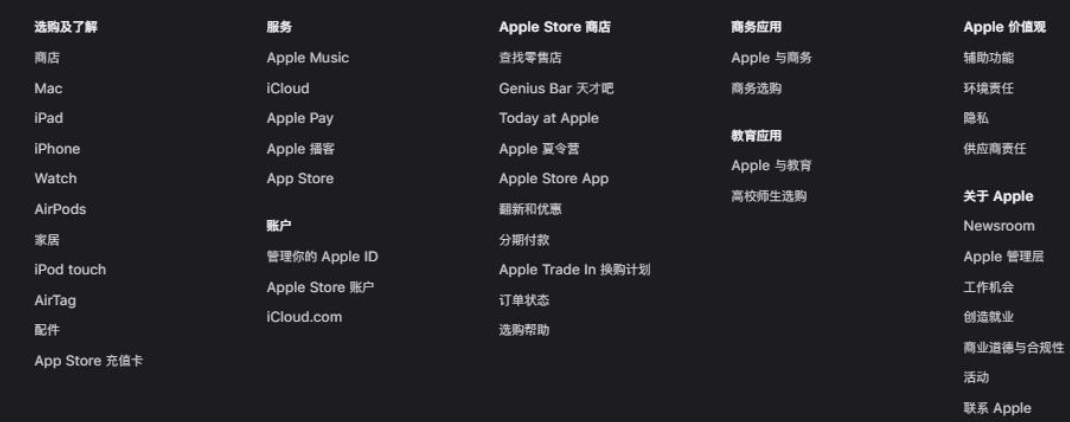 选购及了解
商店
Mac
iPad
iPhone
Watch
AirPods
家居
iPod touch
AirTag
配件
App Store 充值卡
服务
Apple Music
iCloud
Apple Pay
Apple 播客
App Store
账户
管理你的 Apple ID
Apple Store 账户
iCloud.com
Apple Store 商店
查找零售店
Genius Bar 天才吧
Today at Apple
Apple 夏令营
Apple Store App
翻新和优惠
分期付款
Apple Trade In 换购计划
订单状态
选购帮助
商务应用
Apple 与商务
商务选购
教育应用
Apple 与教育
高校师生选购
Apple 价值观
辅助功能
环境责任
隐私
供应商责任
关于 Apple
Newsroom
Apple 管理层
工作机会
创造就业
商业道德与合规性
活动
联系 Apple